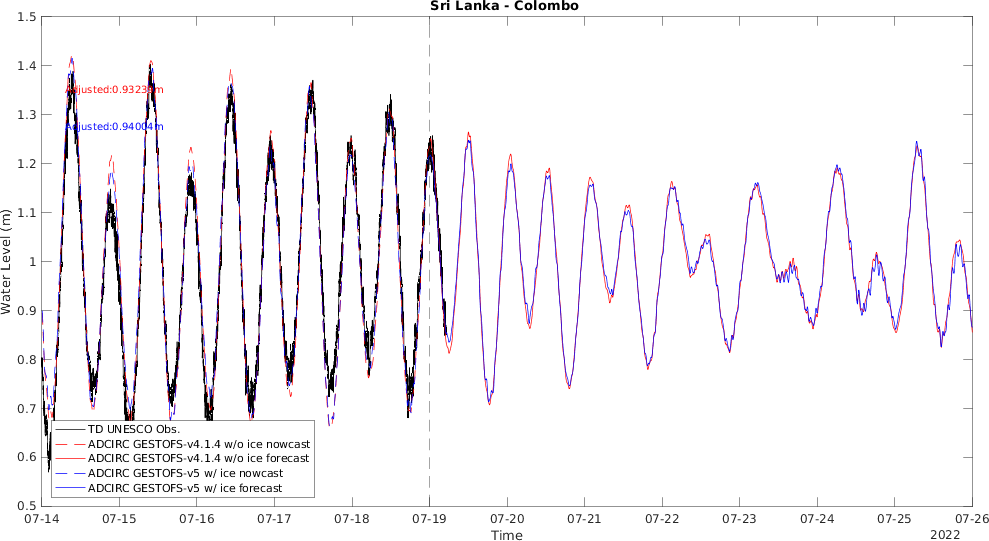 Sri Lanka - Colombo
1.5
1.4
1.3
1.2
1.1
1
0.9
0.8
0.7
0.6
0.5
Water Level (m)
Adjusted:0.94004m
TD UNESCO Obs.
ADCIRC GESTOFS-v4.1.4 w/o ice nowcast
ADCIRC GESTOFS-v4.1.4 w/o ice forecast
ADCIRC GESTOFS-v5 w/ ice nowcast
ADCIRC GESTOFS-v5 w/ ice forecast
07-14 07-15 07-16 07-17 07-18 07-19 07-20 07-21 07-22 07-23 07-24 07-25 07-26
Time
2022